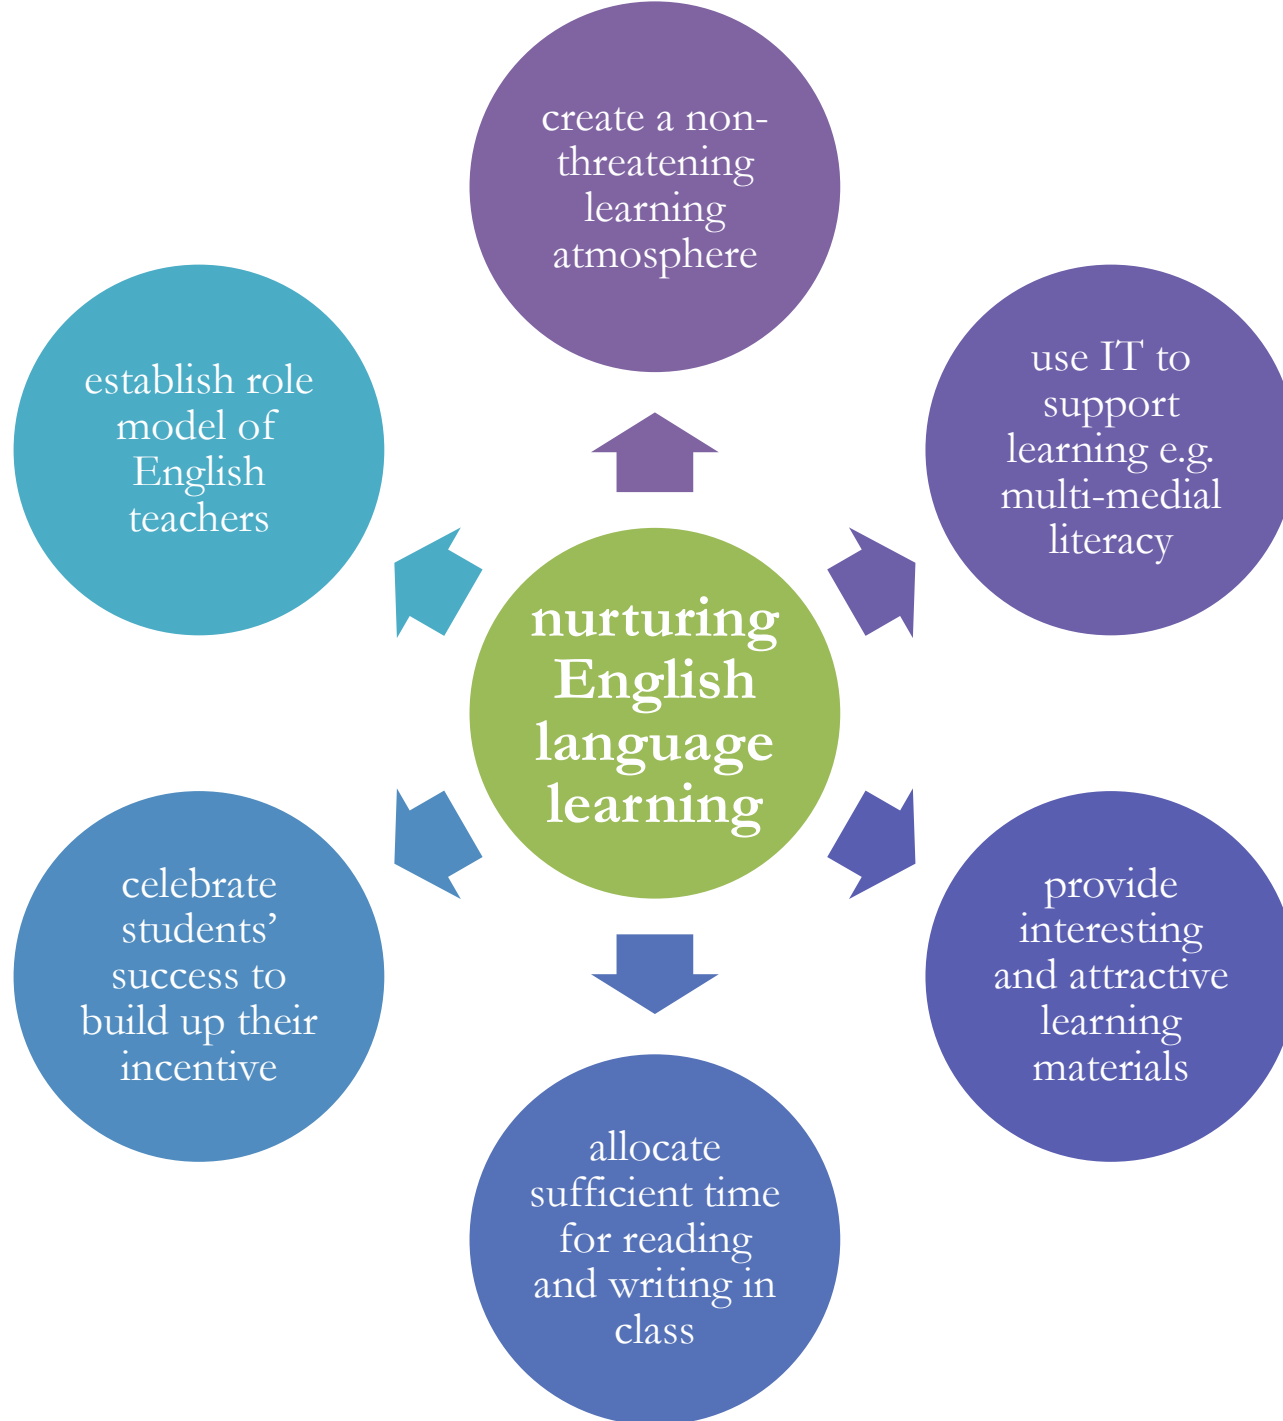 create a non-
threatening
learning
atmosphere
use IT to
support
learning e.g.
multi-medial
literacy
provide
interesting
and attractive
learning
materials
allocate
sufficient time
for reading
and writing in
class
celebrate
students’
success to
build up their
incentive
establish role
model of
English
teachers
nurturing
English
language
learning